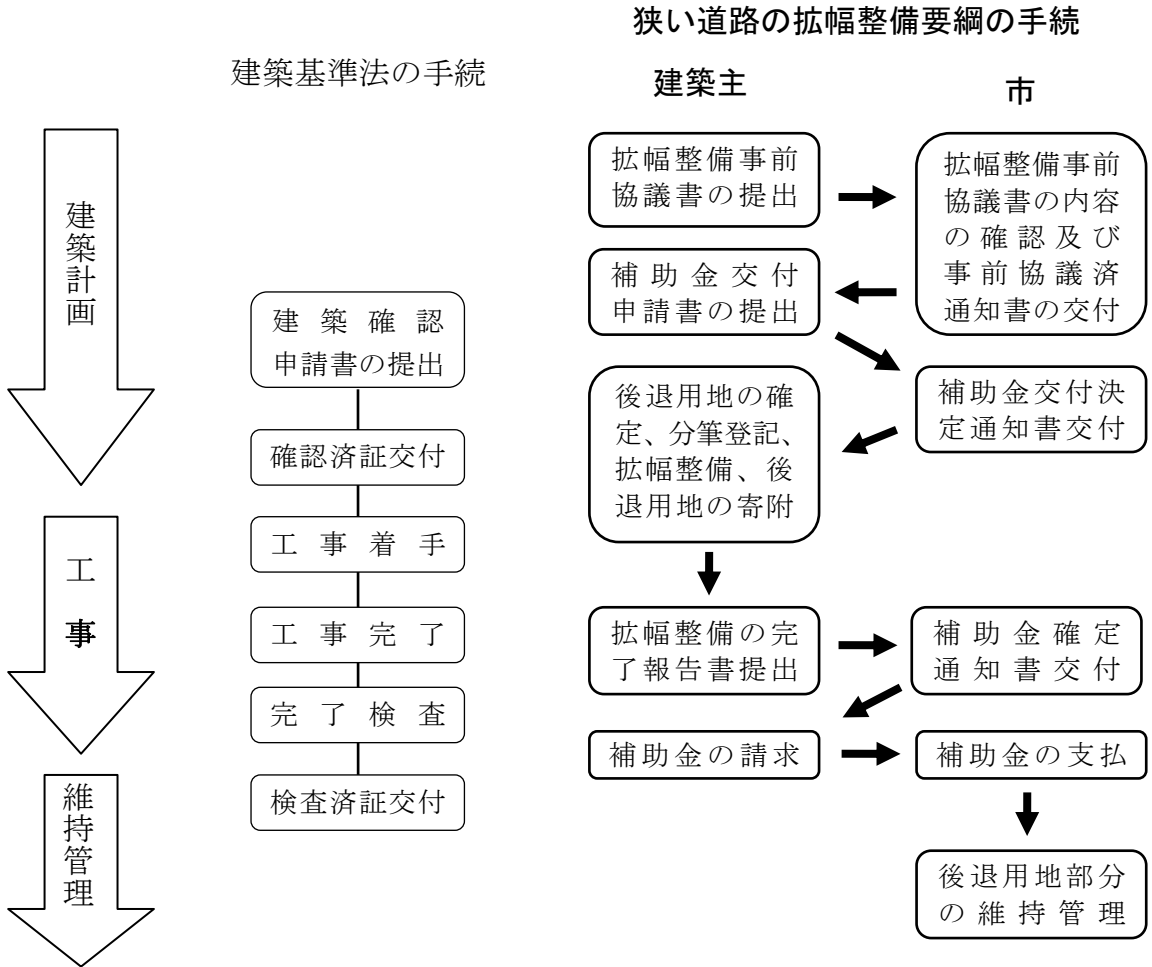 狭い道路の拡幅整備要綱の手続
建築基準法の手続
建築主
市
建築計画
工事
維持管理
建築確認
申請書の提出
確認済証交付
工事着手
工事完了
完了検査
検査済証交付
拡幅整備事前
協議書の提出
拡幅整備事前
協議書の内容
の確認及び
事前協議済
通知書の交付
補助金交付
申請書の提出
補助金交付決
定通知書交付
後退用地の確
定、分筆登記、
拡幅整備、後
退用地の寄附
拡幅整備の完
了報告書提出
補助金確定
通知書交付
補助金の請求
補助金の支払
後退用地部分
の維持管理